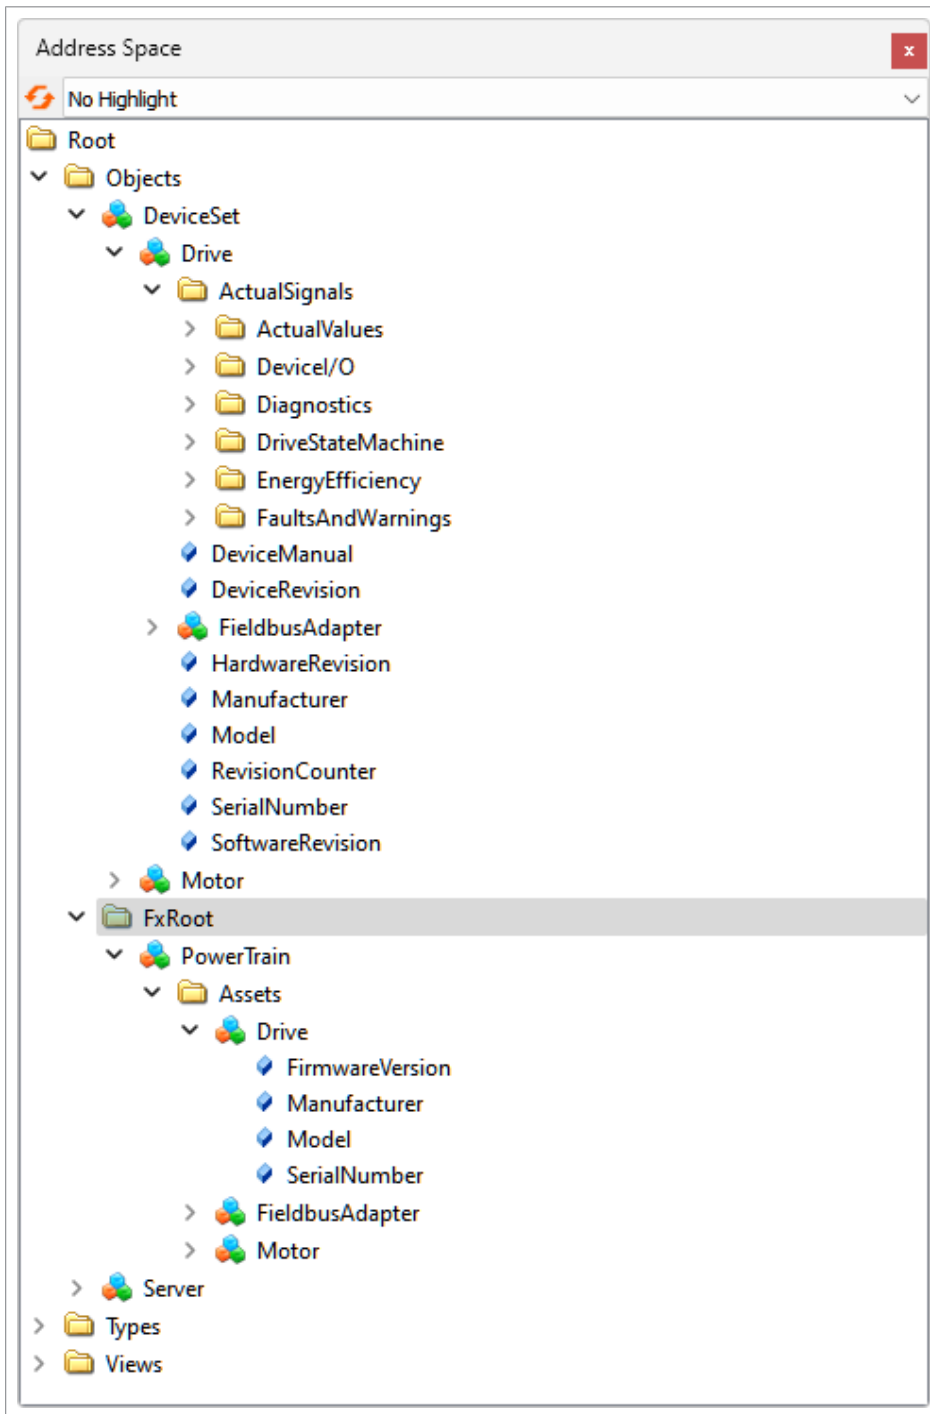 Address Space
x
No Highlight
Root
Objects
DeviceSet
Drive
ActualSignals
ActualValues
DeviceI/O
Diagnostics
DriveStateMachine
EnergyEfficiency
FaultsAndWarnings
DeviceManual
DeviceRevision
FieldbusAdapter
HardwareRevision
Manufacturer
Model
RevisionCounter
SerialNumber
SoftwareRevision
Motor
FxRoot
PowerTrain
Assets
Drive
FirmwareVersion
Manufacturer
Model
SerialNumber
FieldbusAdapter
Motor
Server
Types
Views